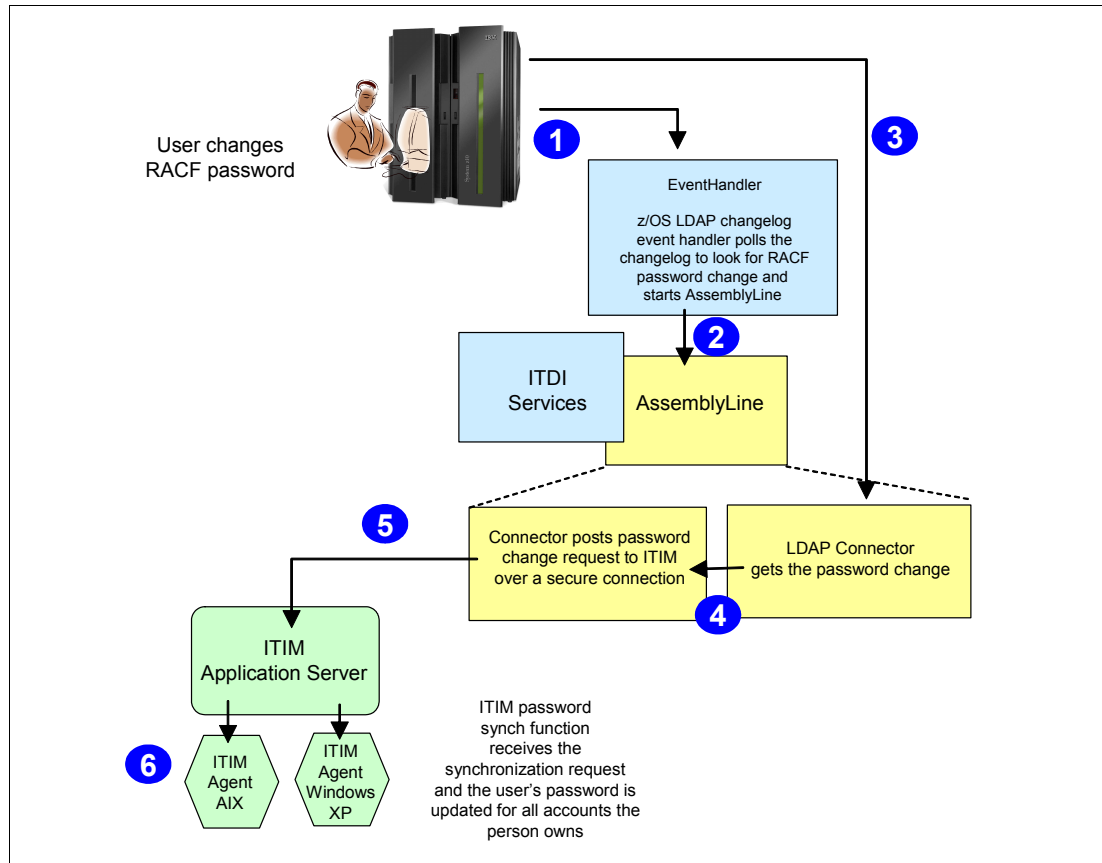 User changes
RACF password
IBM
1
3
EventHandler
z/OS LDAP changelog
event handler polls the
changelog to look for RACF
password change and
starts AssemblyLine
2
ITDI
Services
AssemblyLine
5
Connector posts password
change request to ITIM
over a secure connection
LDAP Connector
gets the password change
4
ITIM
Application Server
6
ITIM
Agent
AIX
ITIM
Agent
Windows
XP
ITIM password
synch function
receives the
synchronization request
and the user's password is
updated for all accounts the
person owns